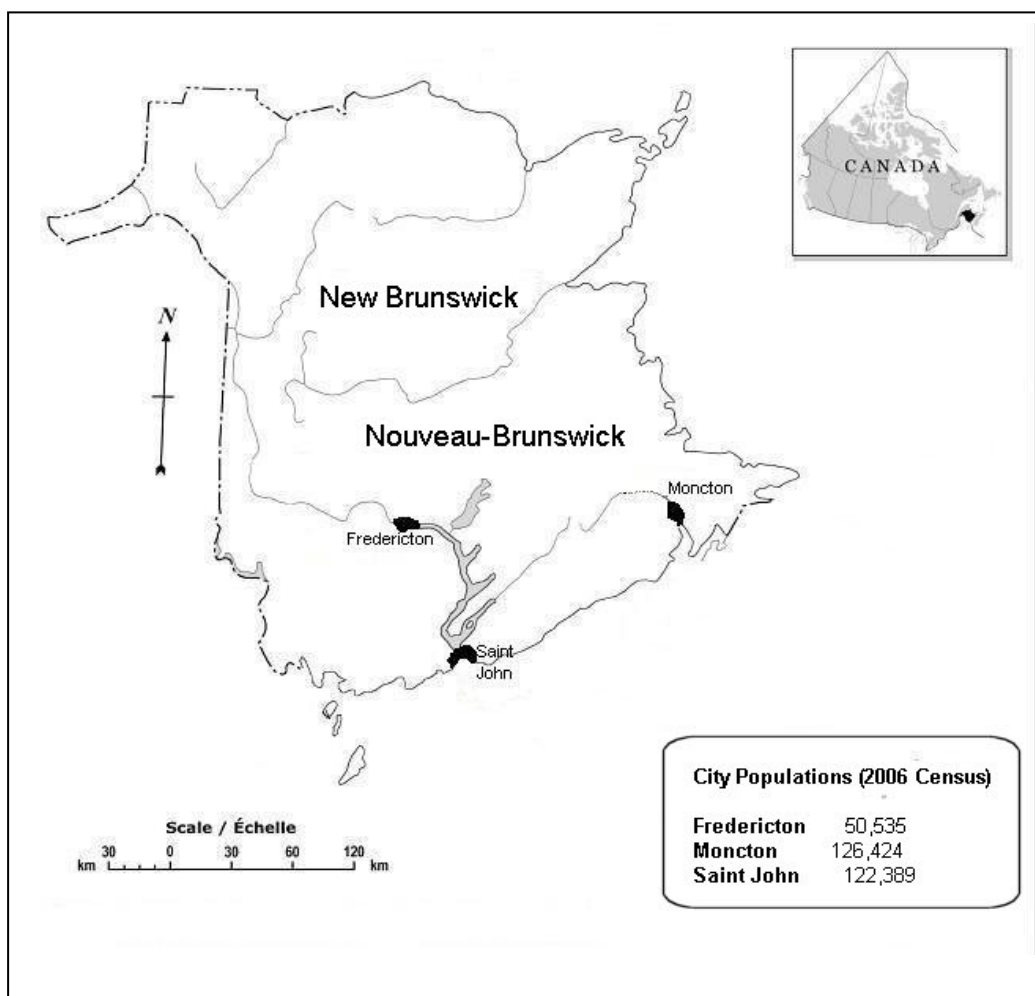 CANADA
New Brunswick
N
Nouveau-Brunswick
Moncton
Fredericton
Saint
John
City Populations (2006 Census)
Fredericton 50,535
Moncton 126,424
Saint John 122,389
Scale / Échelle
30 0 30 60 120
km km